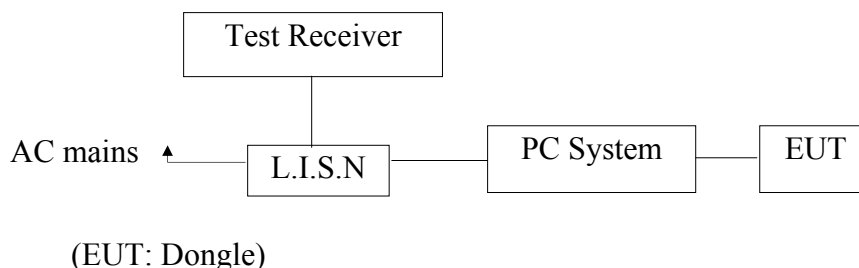 Test Receiver
AC mains
L.I.S.N
PC System
EUT
(EUT: Dongle)